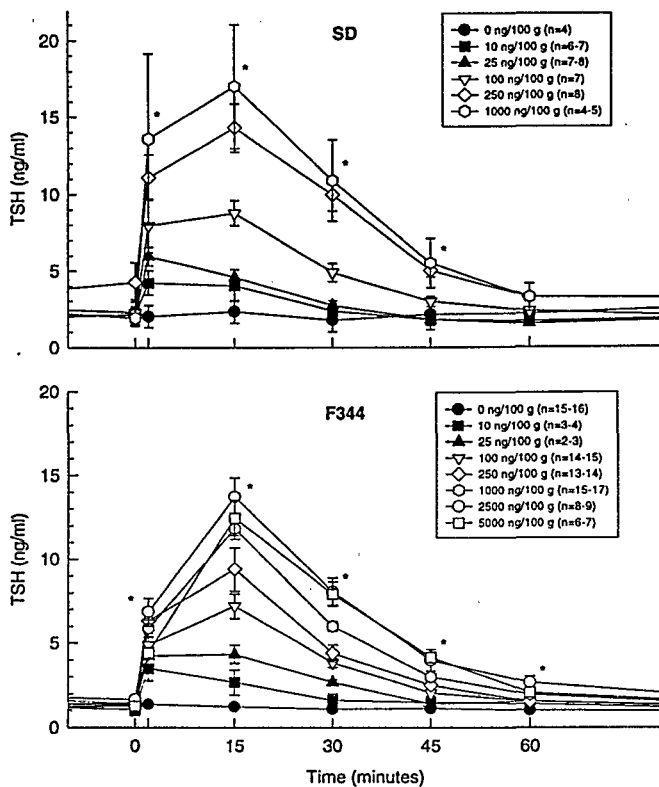 SD
0 ng/100 g (n=4)
10 ng/100 g (n=6-7)
25 ng/100 g (n=7-8)
100 ng/100 g (n=7)
250 ng/100 g (n=8)
1000 ng/100 g (n=4-5)
TSH (ng/ml)
20
15
10
5
0
*
*
*
*
F344
0 ng/100 g (n=15-16)
10 ng/100 g (n=3-4)
25 ng/100 g (n=2-3)
100 ng/100 g (n=14-15)
250 ng/100 g (n=13-14)
1000 ng/100 g (n=15-17)
2500 ng/100 g (n=8-9)
5000 ng/100 g (n=6-7)
TSH (ng/ml)
20
15
10
5
0
*
*
*
*
*
0 15 30 45 60
Time (minutes)